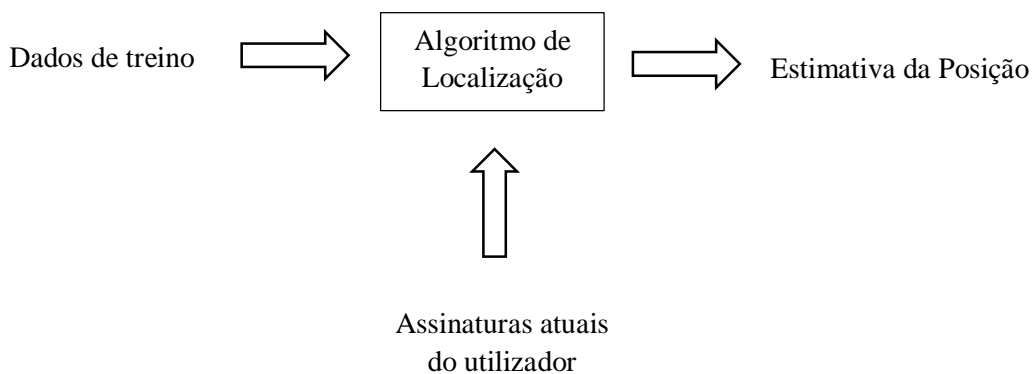 Dados de treino
Algoritmo de
Localização
Estimativa da Posição
Assinaturas atuais
do utilizador